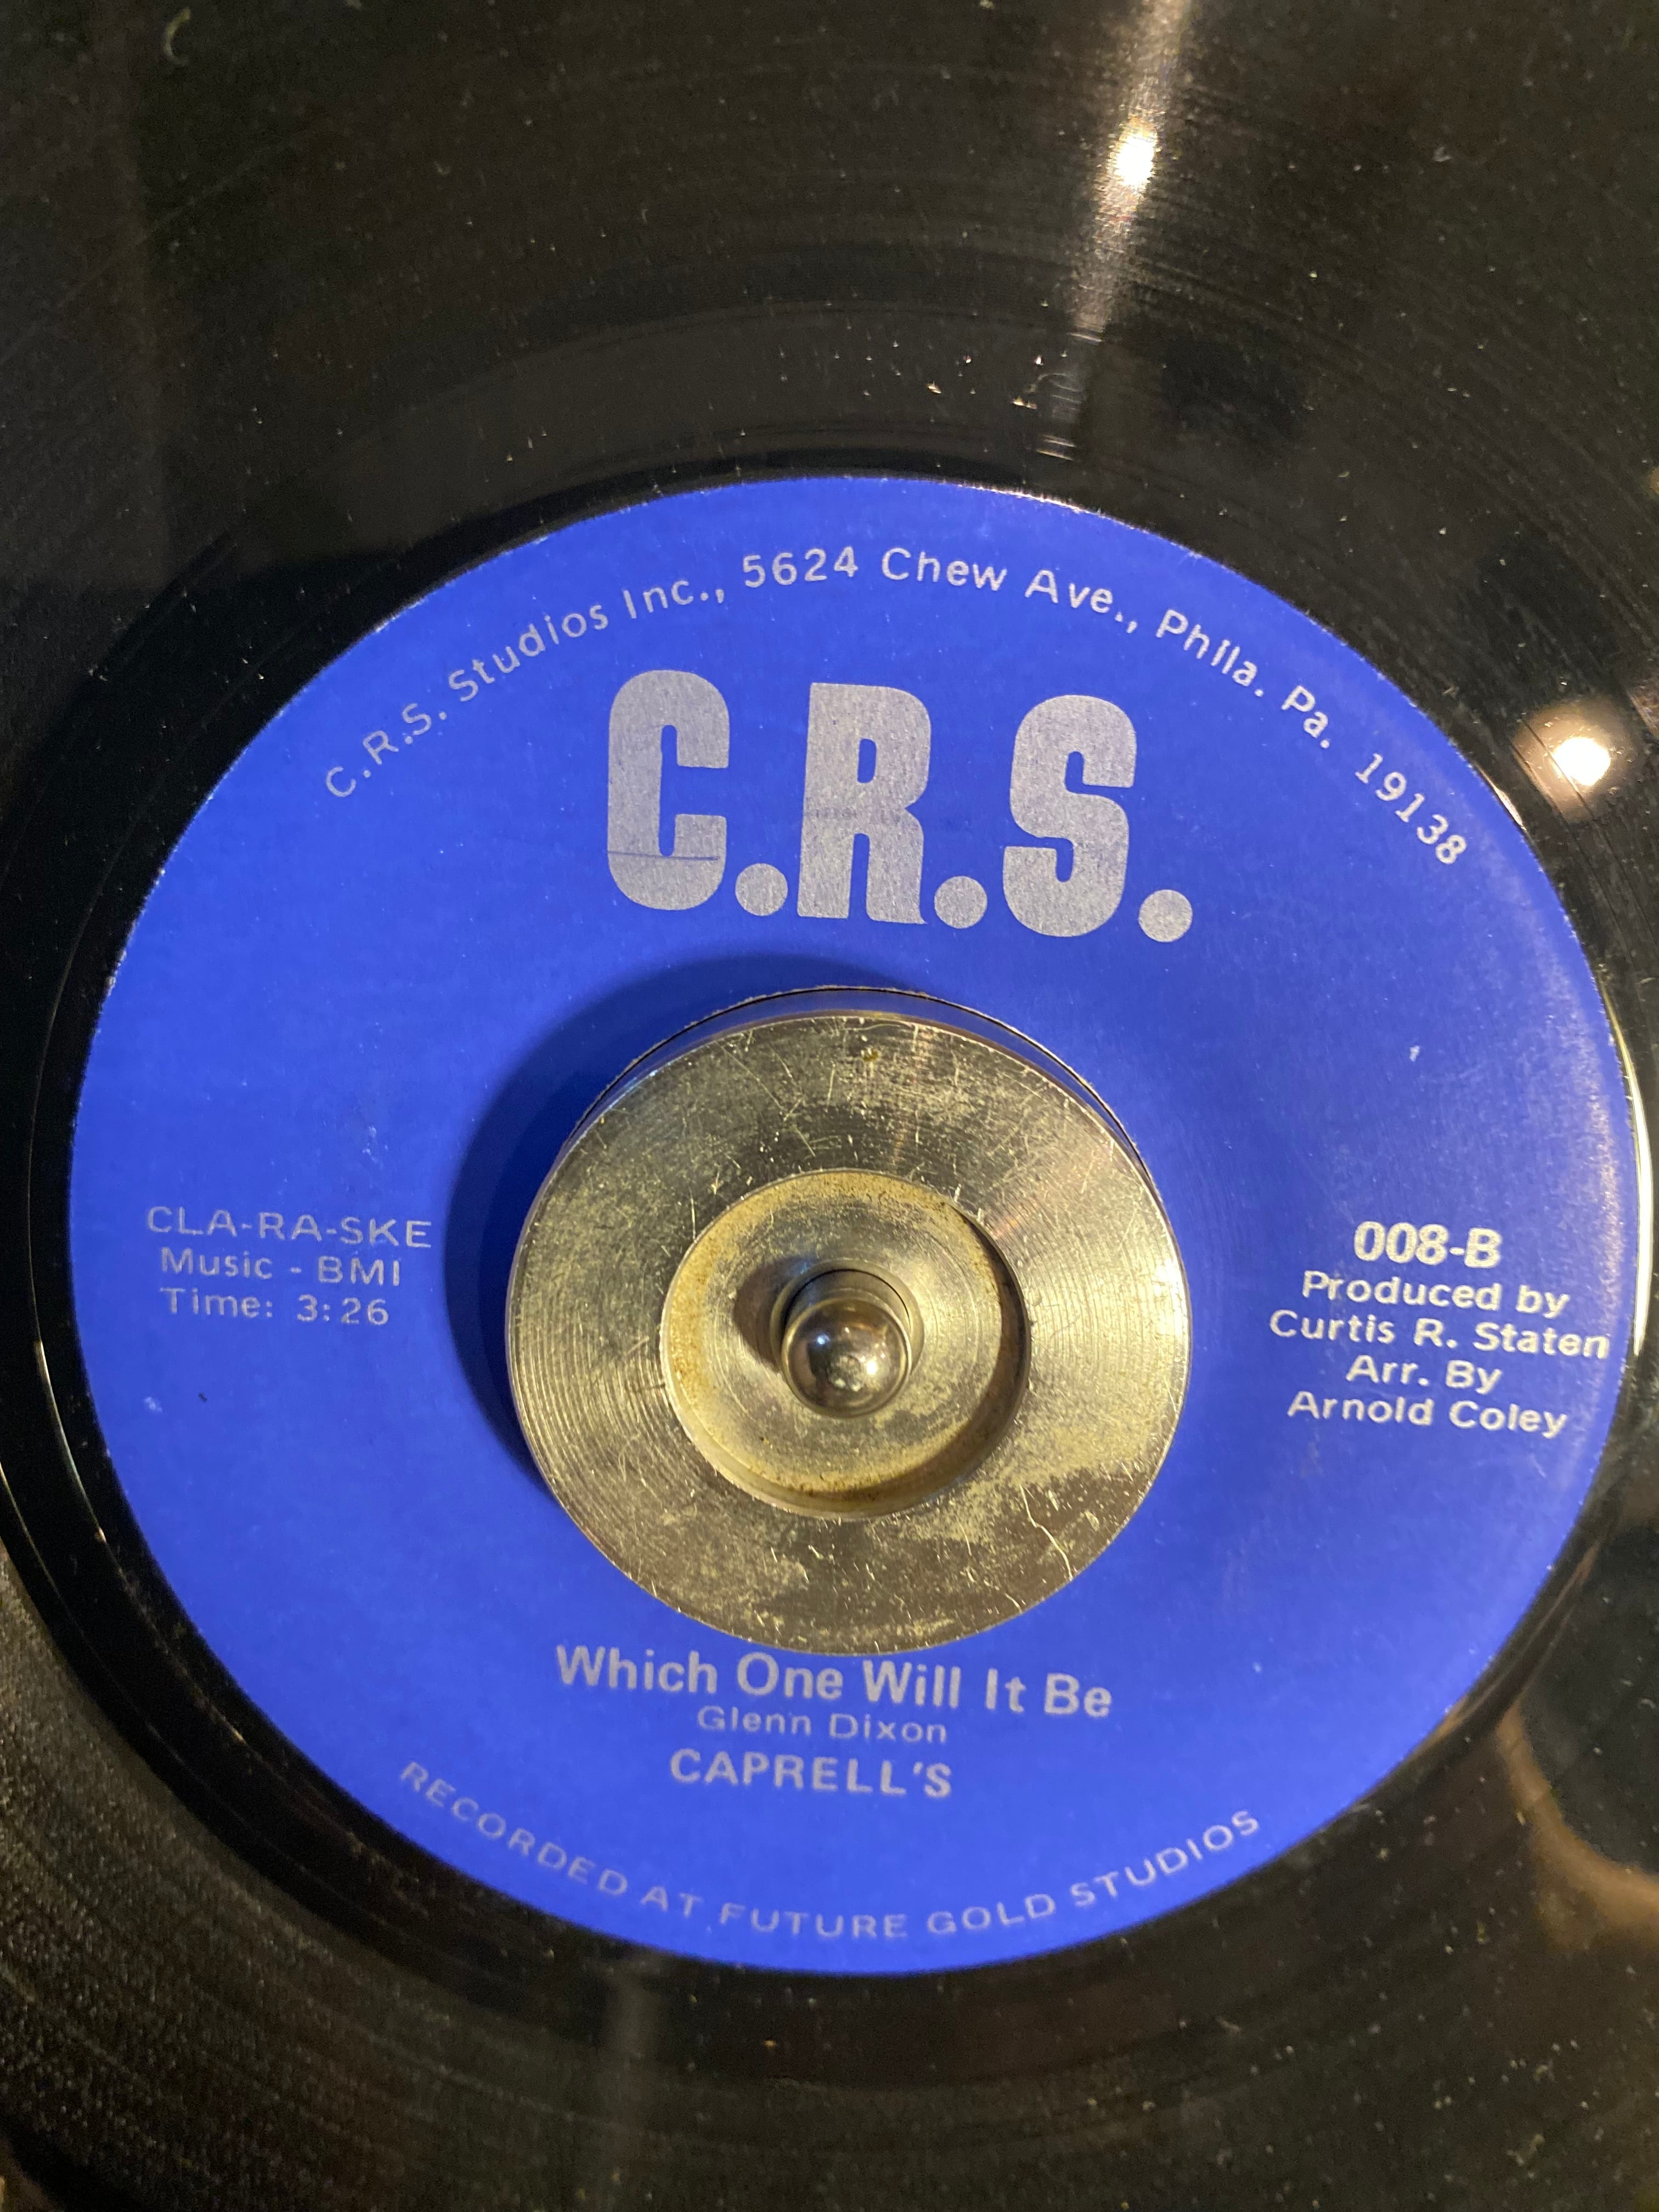 C.R.S. Studios Inc., 5624 Chew Ave., Phila. Pa. 19138
C.R.S.
CLA-RA-SKE
Music - BMI
Time: 3:26
008-B
Produced by
Curtis R. Staten
Arr. By
Arnold Coley
Which One Will It Be
Glenn Dixon
CAPRELL'S
RECORDED AT FUTURE GOLD STUDIOS